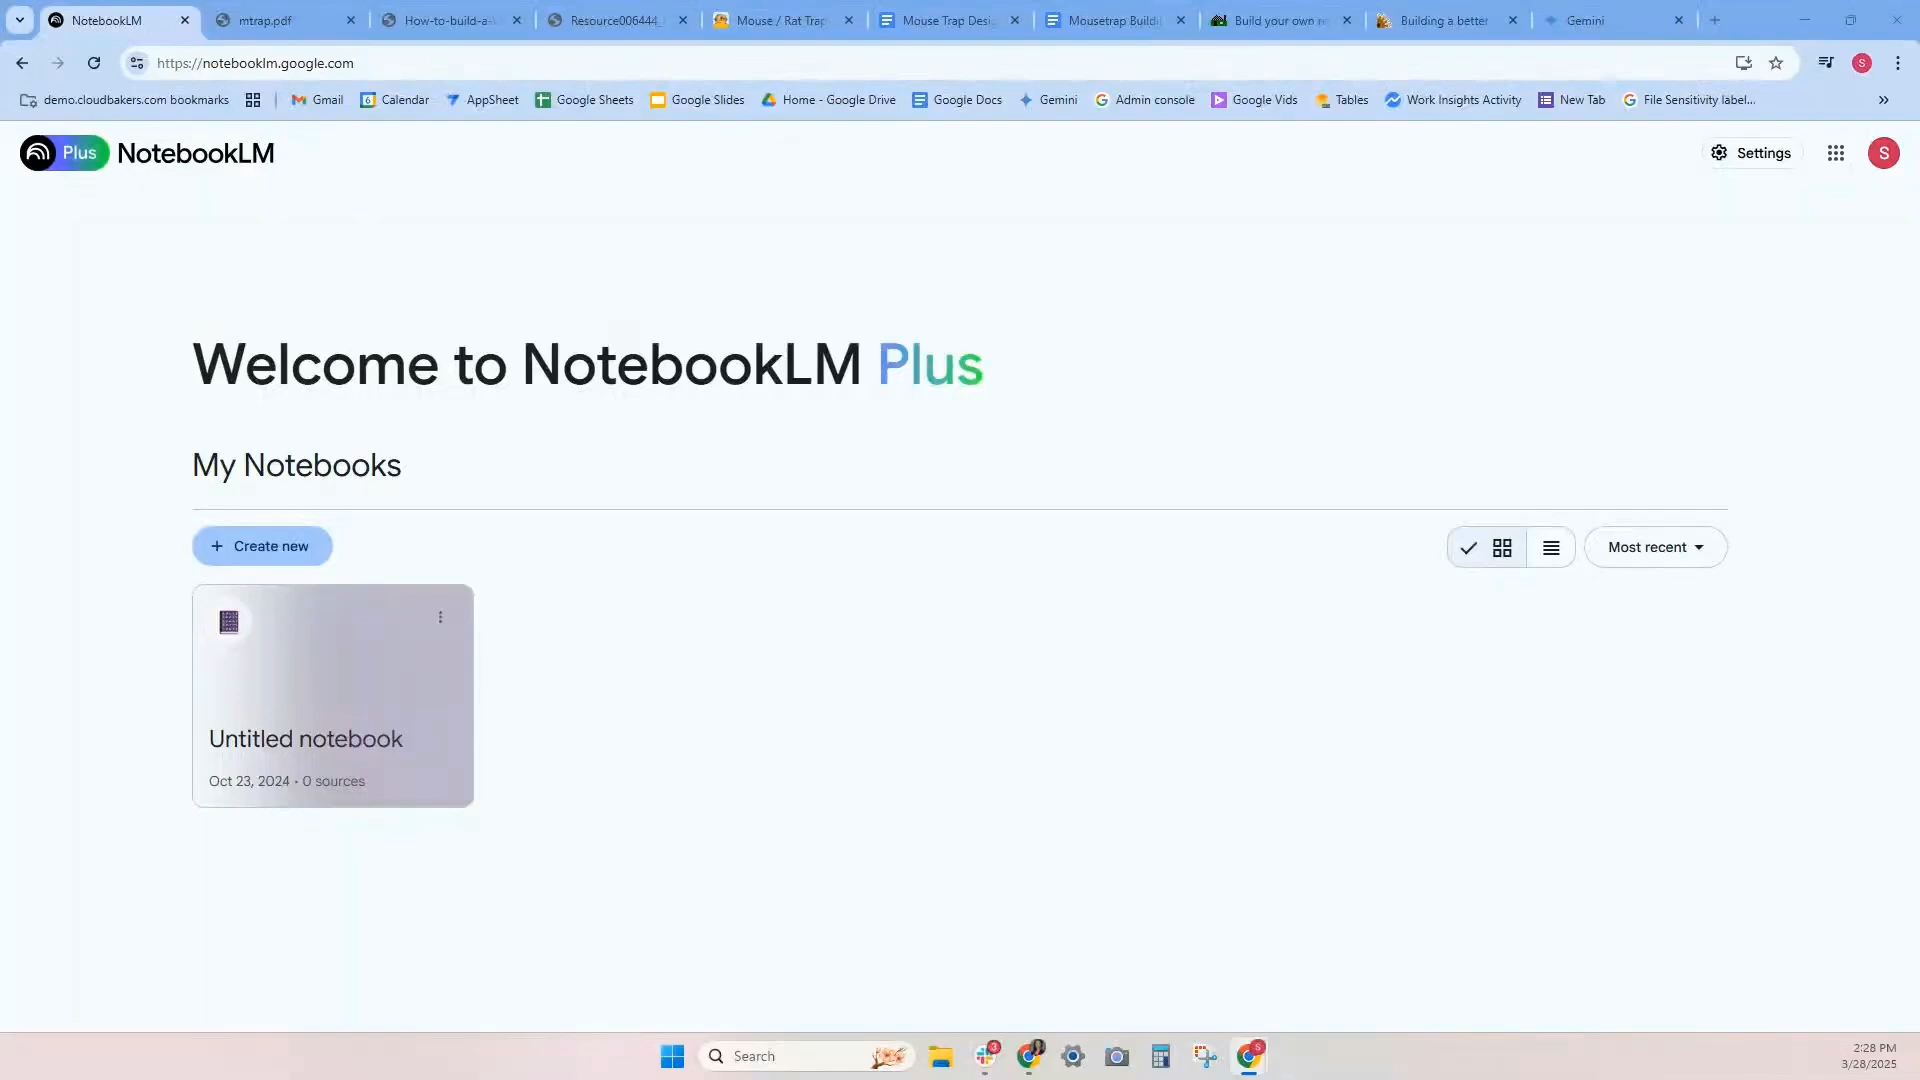 NotebookLM
mtrap.pdf
How-to-build-a-
Resource006444_
Mouse / Rat Trap
Mouse Trap Desi
Mousetrap Buildi
Build your own re
Building a better
Gemini
https://notebooklm.google.com
S
demo.cloudbakers.com bookmarks
Gmail
6
Calendar
AppSheet
Google Sheets
Google Slides
Home - Google Drive
Google Docs
Gemini
Admin console
Google Vids
Tables
Work Insights Activity
New Tab
File Sensitivity label...
Plus NotebookLM
Settings
S
Welcome to NotebookLM Plus
My Notebooks
+ Create new
Most recent
Untitled notebook
Oct 23, 2024 • 0 sources
Search
3
S
2:28 PM
3/28/2025